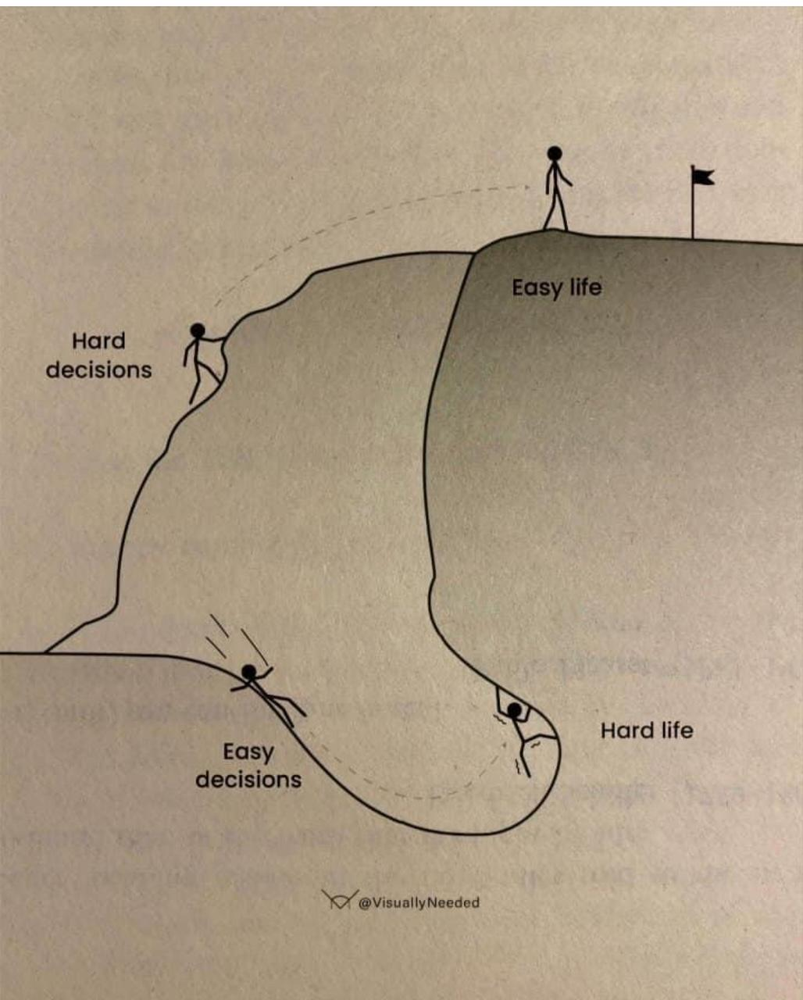 Easy life
Hard
decisions
Hard life
Easy
decisions
@VisuallyNeeded